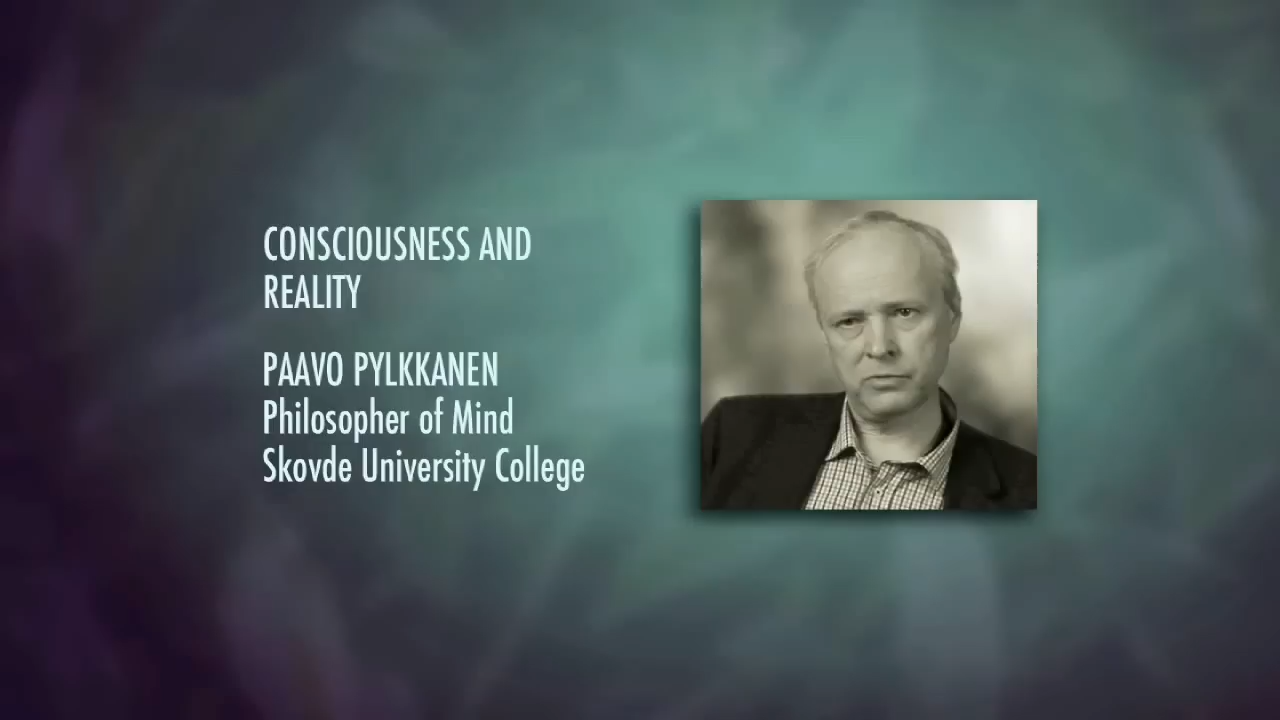 CONSCIOUSNESS AND
REALITY
PAAVO PYLKKANEN
Philosopher of Mind
Skovde University College